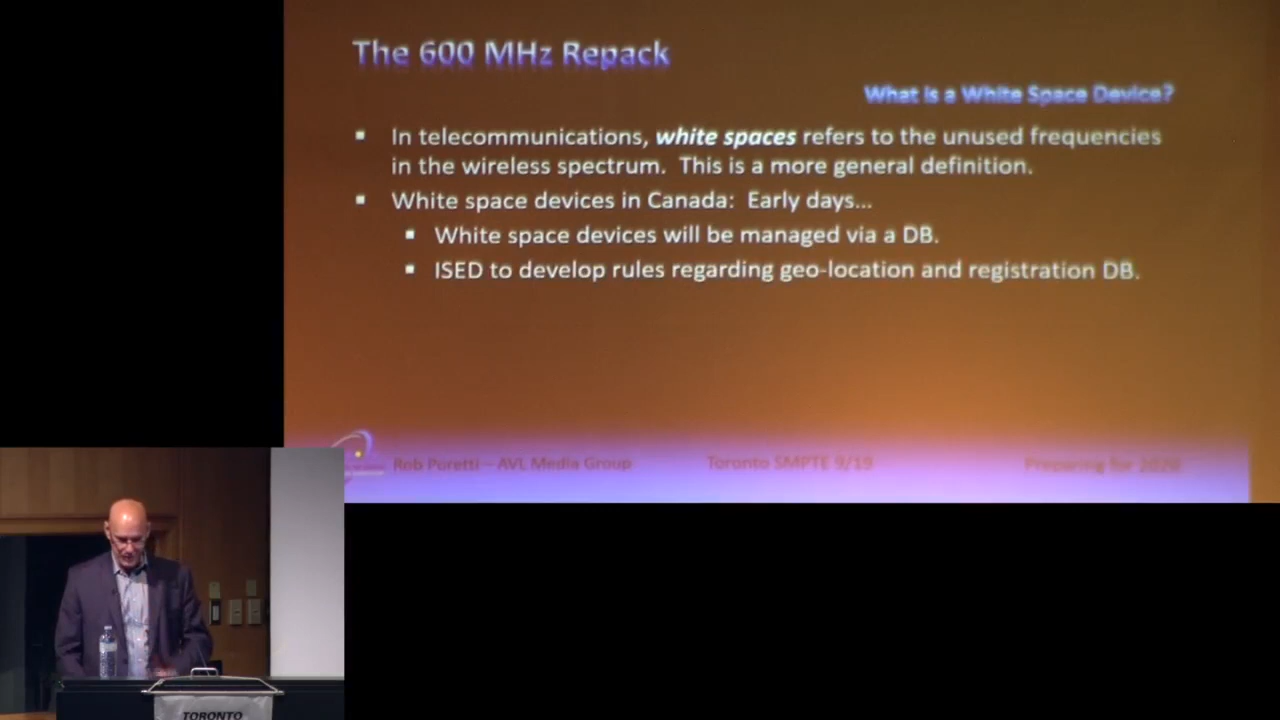 The 600 MHz Repack
What is a White Space Device?
▪ In telecommunications, white spaces refers to the unused frequencies
in the wireless spectrum. This is a more general definition.
▪ White space devices in Canada: Early days...
▪ White space devices will be managed via a DB.
▪ ISED to develop rules regarding geo-location and registration DB.
Rob Poretti – AVL Media Group
Toronto SMPTE 9/19
Preparing for 2020
TORONTO